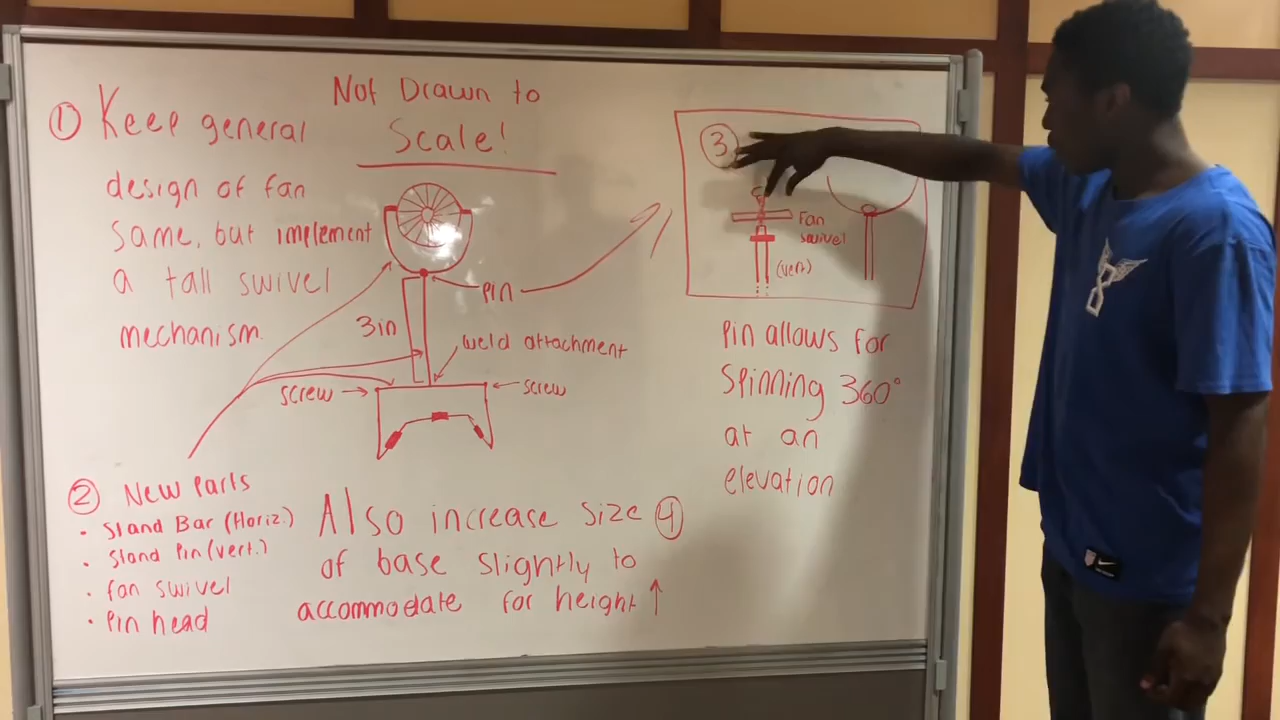 Not Drawn to
Scale!
① Keep general
design of fan
same, but implement
a tall swivel
mechanism.
pin
3in
weld attachment
screw
screw
② New Parts
• Stand Bar (Horiz.)
• Stand Pin (vert.)
• fan swivel
• Pin head
③
Fan
swivel
(vert)
Pin allows for
Spinning 360°
at an
elevation
Also increase size ④
of base slightly to
accommodate for height ↑